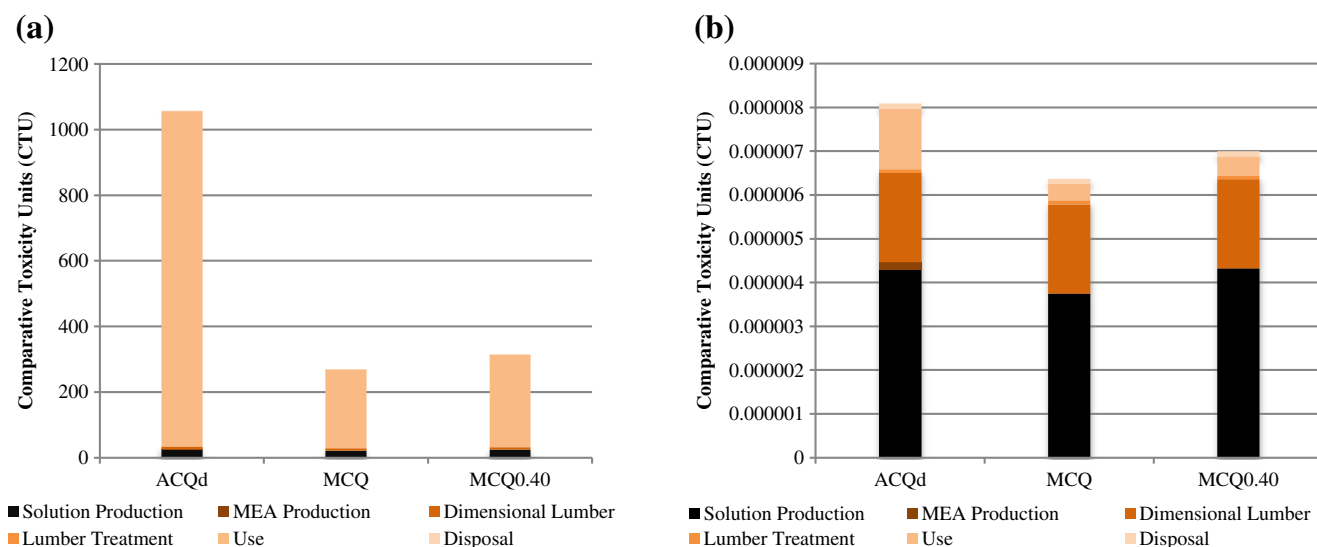 (a)
Comparative Toxicity Units (CTU)
1200
1000
800
600
400
200
0
ACQd MCQ MCQ0.40
Solution Production MEA Production Dimensional Lumber
Lumber Treatment Use Disposal
(b)
Comparative Toxicity Units (CTU)
0.000009
0.000008
0.000007
0.000006
0.000005
0.000004
0.000003
0.000002
0.000001
0
ACQd MCQ MCQ0.40
Solution Production MEA Production Dimensional Lumber
Lumber Treatment Use Disposal